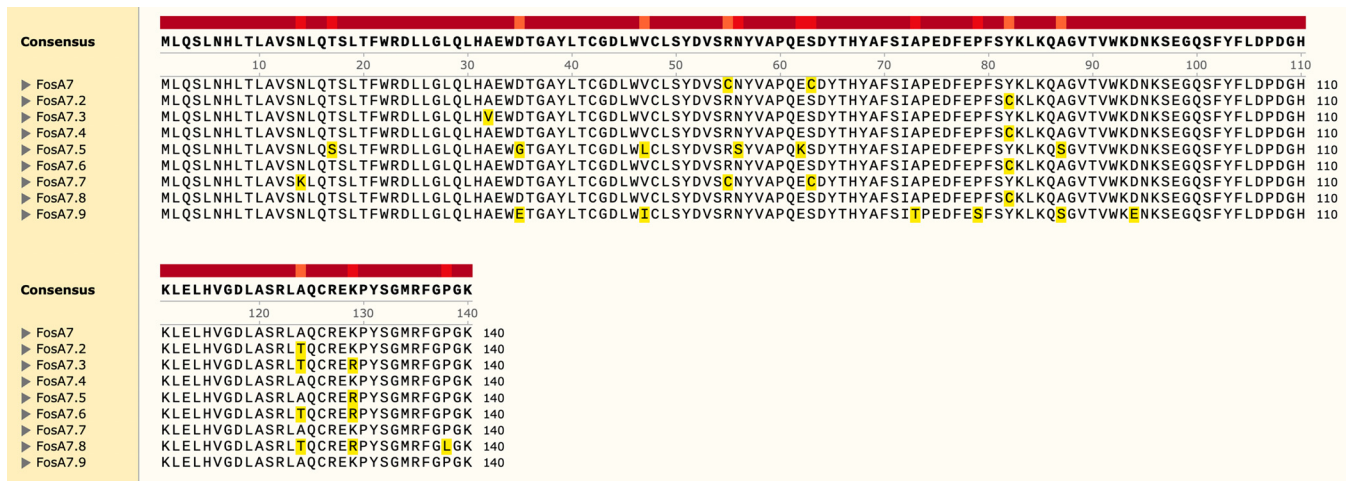 Consensus MLQSLNHLTLAVSNLQTSLTFWRDLLGLQLHAEWDTGAYLTCGDLWVCLSYDVSRNYVAPQESDYTHYAFSIAPEDFEPFSYKLKQAGVTVWKDNKSEGQSFYFLDPDGH
10 20 30 40 50 60 70 80 90 100 110
FosA7 MLQSLNHLTLAVSNLQTSLTFWRDLLGLQLHAEWDTGAYLTCGDLWVCLSYDVSCNYVAPQECDYTHYAFSIAPEDFEPFSYKLKQAGVTVWKDNKSEGQSFYFLDPDGH 110
FosA7.2 MLQSLNHLTLAVSNLQTSLTFWRDLLGLQLHAEWDTGAYLTCGDLWVCLSYDVSRNYVAPQESDYTHYAFSIAPEDFEPFSCKLKQAGVTVWKDNKSEGQSFYFLDPDGH 110
FosA7.3 MLQSLNHLTLAVSNLQTSLTFWRDLLGLQLHVEWDTGAYLTCGDLWVCLSYDVSRNYVAPQESDYTHYAFSIAPEDFEPFSYKLKQAGVTVWKDNKSEGQSFYFLDPDGH 110
FosA7.4 MLQSLNHLTLAVSNLQTSLTFWRDLLGLQLHAEWDTGAYLTCGDLWVCLSYDVSRNYVAPQESDYTHYAFSIAPEDFEPFSCKLKQAGVTVWKDNKSEGQSFYFLDPDGH 110
FosA7.5 MLQSLNHLTLAVSNLQSSLTFWRDLLGLQLHAEWGTGAYLTCGDLWLCLSYDVSRSYVAPQKSDYTHYAFSIAPEDFEPFSYKLKQSGVTVWKDNKSEGQSFYFLDPDGH 110
FosA7.6 MLQSLNHLTLAVSNLQTSLTFWRDLLGLQLHAEWDTGAYLTCGDLWVCLSYDVSRNYVAPQESDYTHYAFSIAPEDFEPFSCKLKQAGVTVWKDNKSEGQSFYFLDPDGH 110
FosA7.7 MLQSLNHLTLAVSKLQTSLTFWRDLLGLQLHAEWDTGAYLTCGDLWVCLSYDVSCNYVAPQECDYTHYAFSIAPEDFEPFSYKLKQAGVTVWKDNKSEGQSFYFLDPDGH 110
FosA7.8 MLQSLNHLTLAVSNLQTSLTFWRDLLGLQLHAEWDTGAYLTCGDLWVCLSYDVSRNYVAPQESDYTHYAFSIAPEDFEPFSCKLKQAGVTVWKDNKSEGQSFYFLDPDGH 110
FosA7.9 MLQSLNHLTLAVSNLQTSLTFWRDLLGLQLHAEWETGAYLTCGDLWICLSYDVSRNYVAPQESDYTHYAFSITPEDFESFSYKLKQSGVTVWKENKSEGQSFYFLDPDGH 110
Consensus KLELHVGDLASRLAQCREKPYSGMRFGPGK
120 130 140
FosA7 KLELHVGDLASRLAQCREKPYSGMRFGPGK 140
FosA7.2 KLELHVGDLASRLTQCREKPYSGMRFGPGK 140
FosA7.3 KLELHVGDLASRLTQCRERPYSGMRFGPGK 140
FosA7.4 KLELHVGDLASRLAQCREKPYSGMRFGPGK 140
FosA7.5 KLELHVGDLASRLAQCRERPYSGMRFGPGK 140
FosA7.6 KLELHVGDLASRLTQCRERPYSGMRFGPGK 140
FosA7.7 KLELHVGDLASRLAQCREKPYSGMRFGPGK 140
FosA7.8 KLELHVGDLASRLTQCRERPYSGMRFGLGK 140
FosA7.9 KLELHVGDLASRLAQCREKPYSGMRFGPGK 140